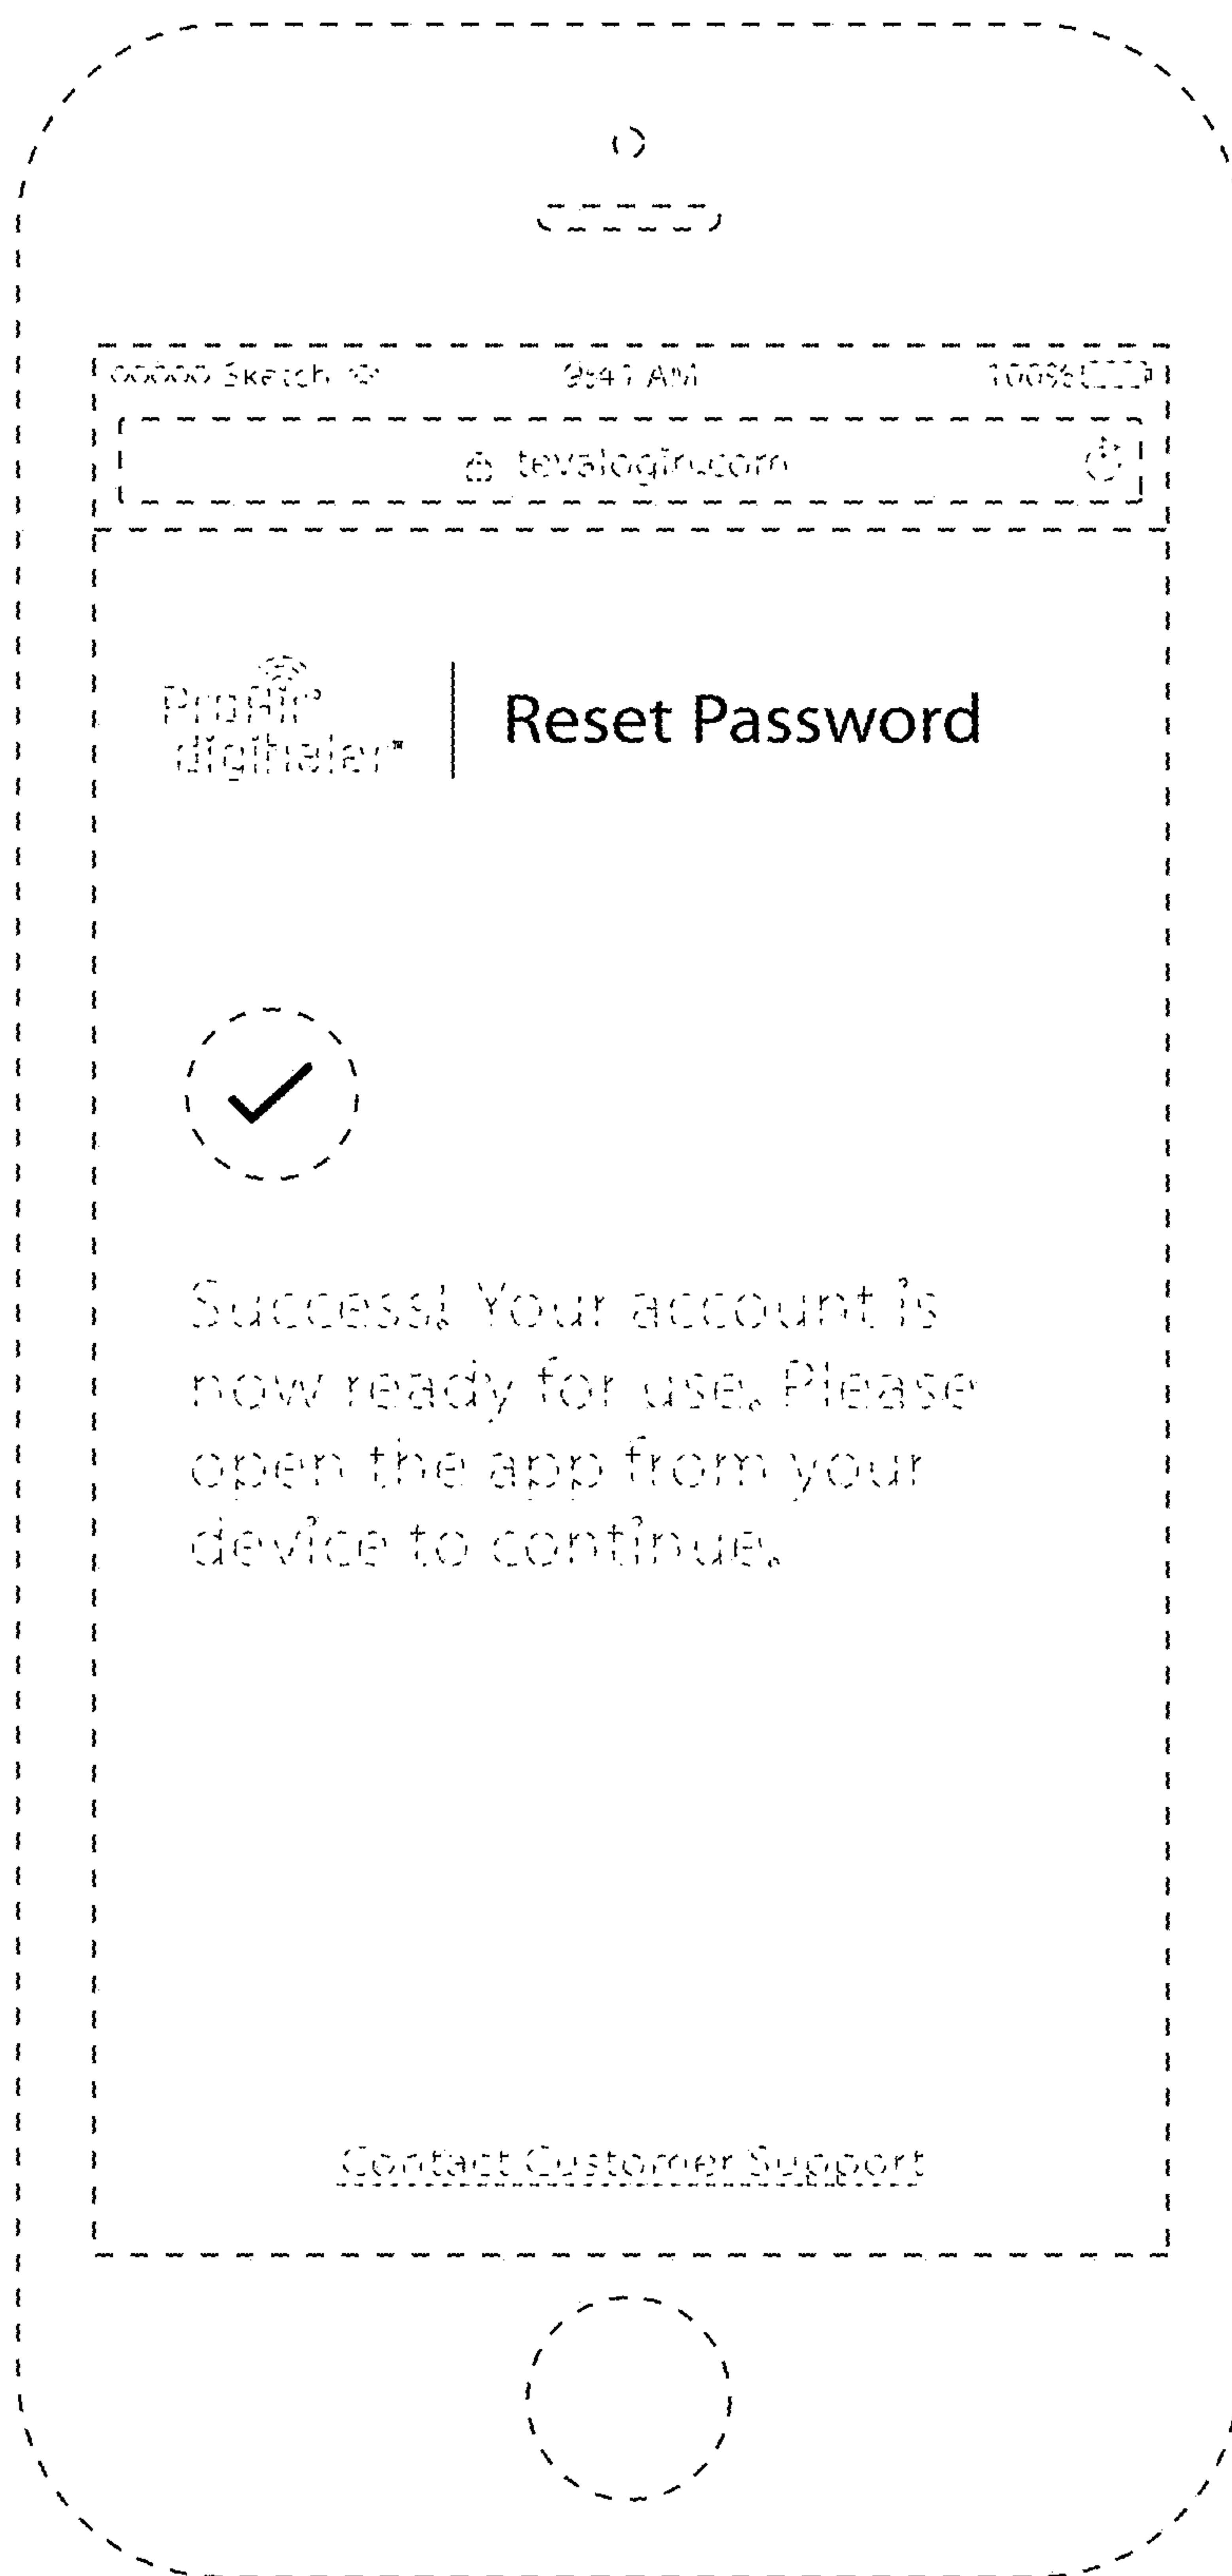 Sketch 9:41 AM 100%
tevalogin.com
ProAir®
digihaler™
Reset Password
Success! Your account is
now ready for use. Please
open the app from your
device to continue.
Contact Customer Support